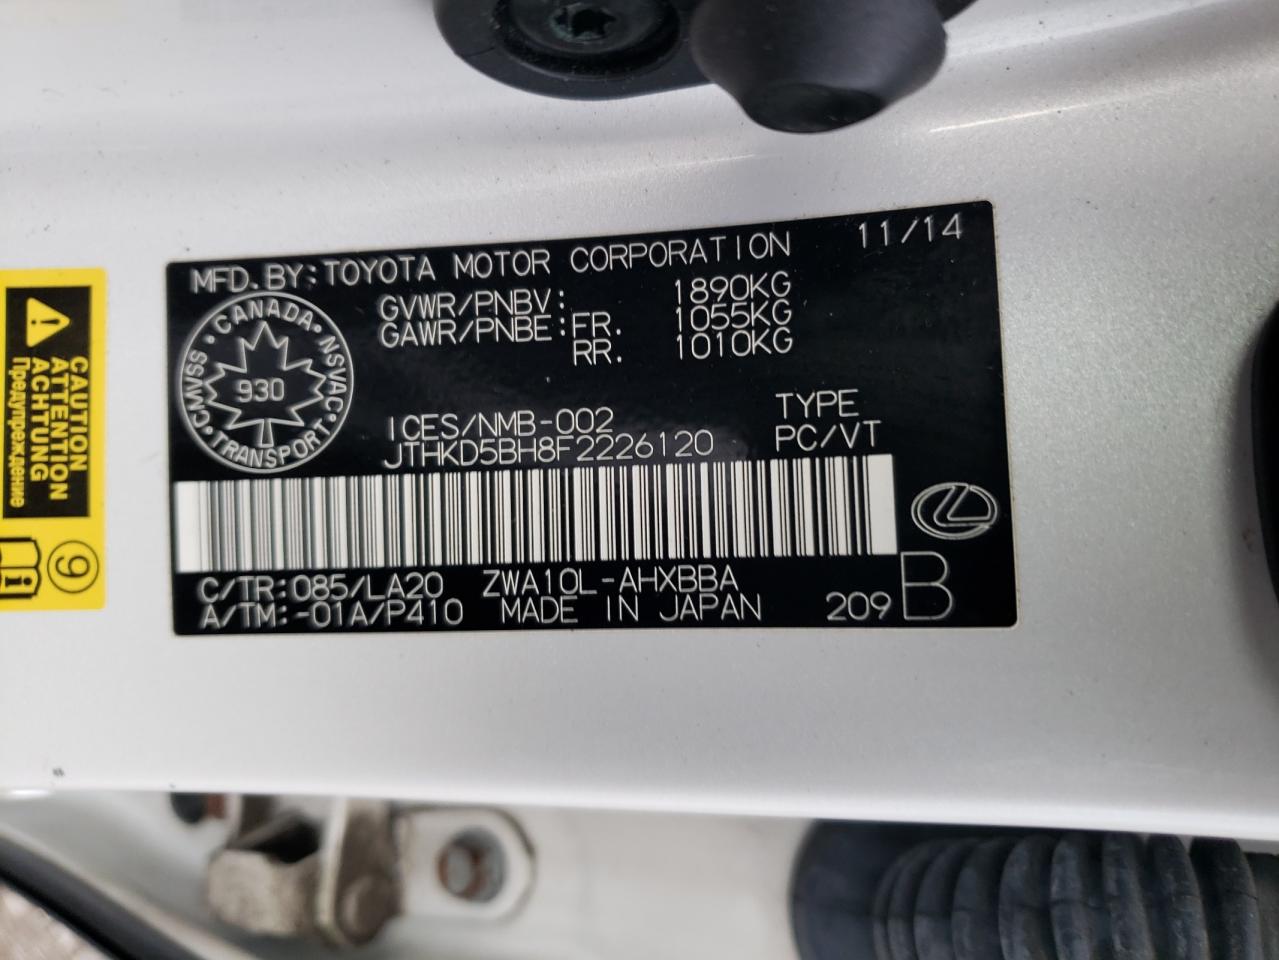 MFD.BY:TOYOTA MOTOR CORPORATION 11/14
GVWR/PNBV: 1890KG
GAWR/PNBE:FR. 1055KG
RR. 1010KG
CANADA
NSVAC
TRANSPORT
CMVSS
930
ICES/NMB-002 TYPE
JTHKD5BH8F2226120 PC/VT
C/TR:085/LA20 ZWA10L-AHXBBA
A/TM:-01A/P410 MADE IN JAPAN 209 B
CAUTION
ATTENTION
ACHTUNG
Предупреждение
9